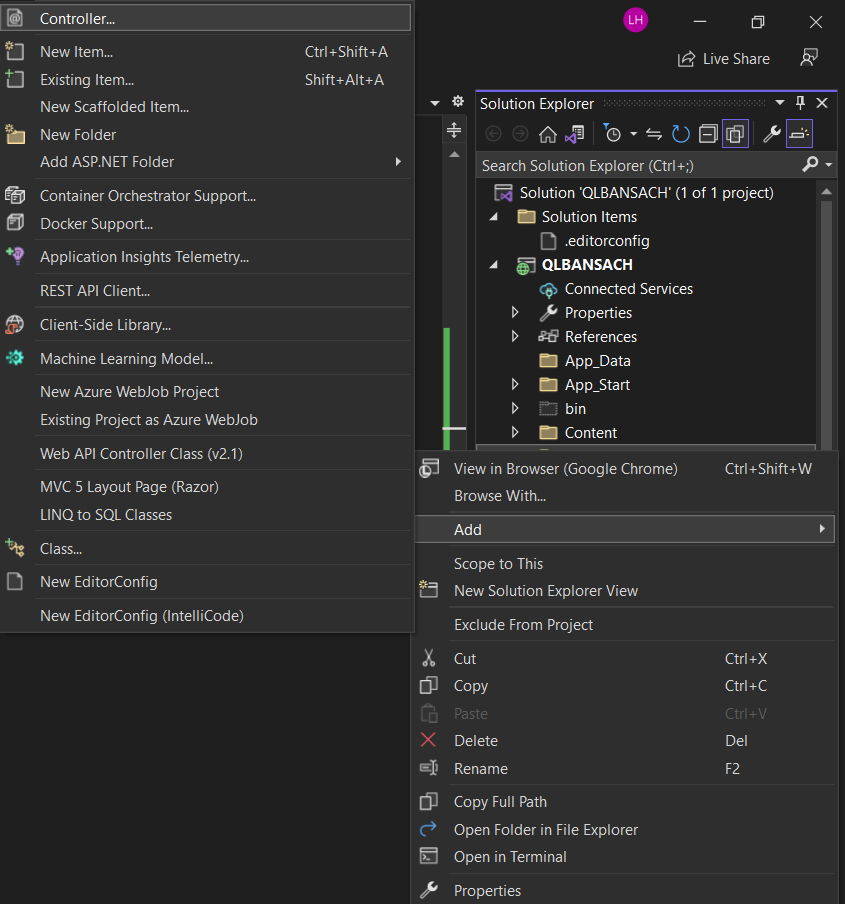 Controller...
New Item... Ctrl+Shift+A
Existing Item... Shift+Alt+A
New Scaffolded Item...
New Folder
Add ASP.NET Folder
Container Orchestrator Support...
Docker Support...
Application Insights Telemetry...
REST API Client...
Client-Side Library...
Machine Learning Model...
New Azure WebJob Project
Existing Project as Azure WebJob
Web API Controller Class (v2.1)
MVC 5 Layout Page (Razor)
LINQ to SQL Classes
Class...
New EditorConfig
New EditorConfig (IntelliCode)
LH
Live Share
Solution Explorer
Search Solution Explorer (Ctrl+;)
Solution 'QLBANSACH' (1 of 1 project)
Solution Items
.editorconfig
QLBANSACH
Connected Services
Properties
References
App_Data
App_Start
bin
Content
View in Browser (Google Chrome) Ctrl+Shift+W
Browse With...
Add
Scope to This
New Solution Explorer View
Exclude From Project
Cut Ctrl+X
Copy Ctrl+C
Paste Ctrl+V
Delete Del
Rename F2
Copy Full Path
Open Folder in File Explorer
Open in Terminal
Properties